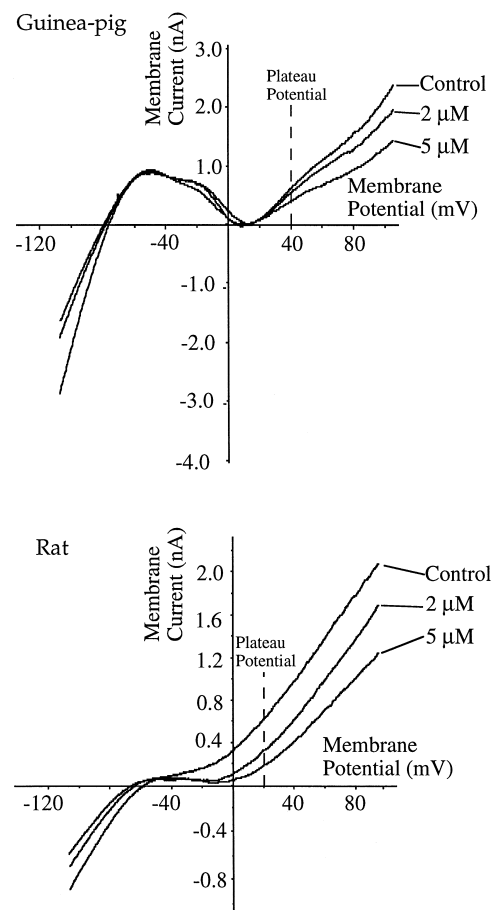 Guinea-pig
Membrane
Current (nA)
3.0
2.0
1.0
-1.0
-2.0
-3.0
-4.0
Plateau
Potential
Control
2 µM
5 µM
Membrane
Potential (mV)
-120
-40
40
80
Rat
Membrane
Current (nA)
2.0
1.6
1.2
0.8
0.4
-0.4
-0.8
Plateau
Potential
Control
2 µM
5 µM
Membrane
Potential (mV)
-120
-40
40
80